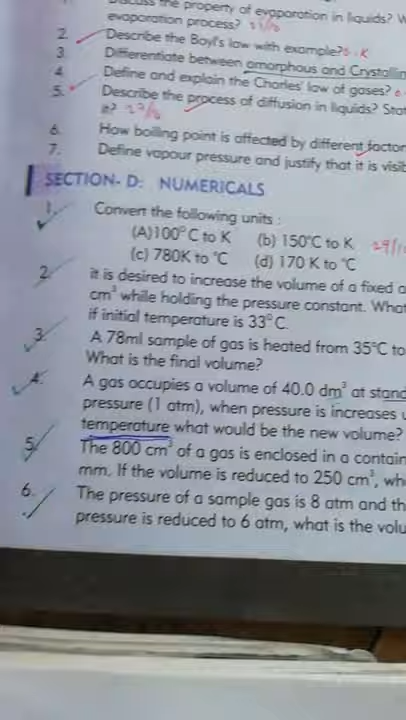 the property of evaporation in liquids?
evaporation process?
2. Describe the Boyl's law with example?
3. Differentiate between amorphous and Crystallin
4. Define and explain the Charles' law of gases?
5. Describe the process of diffusion in liquids? Stat
it?
6. How boiling point is affected by different factor
7. Define vapour pressure and justify that it is visib
SECTION- D: NUMERICALS
1. Convert the following units :
(A)100°C to K (b) 150°C to K
(c) 780K to °C (d) 170 K to °C
2. it is desired to increase the volume of a fixed a
cm³ while holding the pressure constant. What
if initial temperature is 33°C.
3. A 78ml sample of gas is heated from 35°C to
What is the final volume?
4. A gas occupies a volume of 40.0 dm³ at stand
pressure (1 atm), when pressure is increases u
temperature what would be the new volume?
5. The 800 cm³ of a gas is enclosed in a contain
mm. If the volume is reduced to 250 cm³, wh
6. The pressure of a sample gas is 8 atm and th
pressure is reduced to 6 atm, what is the volu